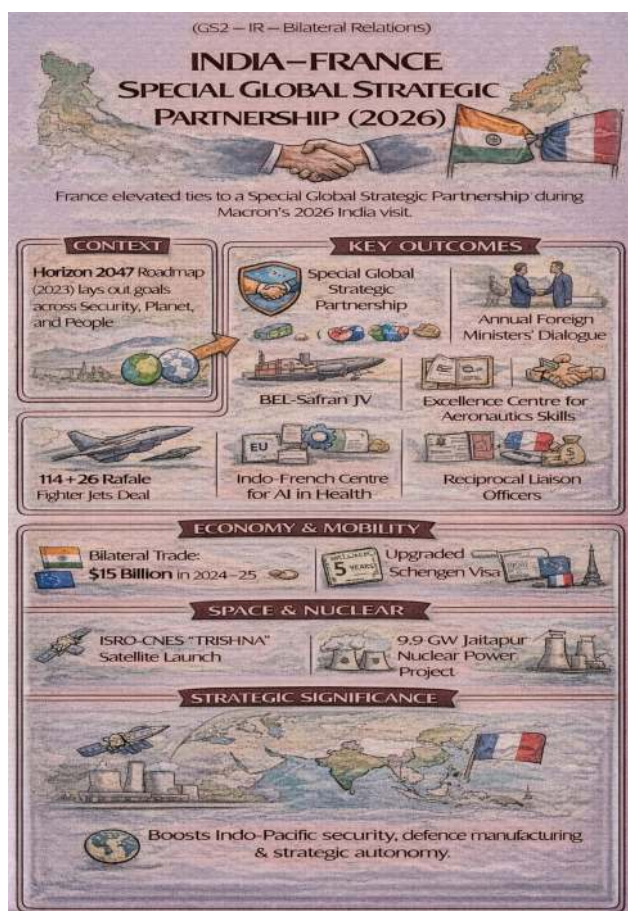 (GS2 – IR – Bilateral Relations)
INDIA–FRANCE
SPECIAL GLOBAL STRATEGIC
PARTNERSHIP (2026)
France elevated ties to a Special Global Strategic Partnership during
Macron's 2026 India visit.
CONTEXT
Horizon 2047 Roadmap
(2023) lays out goals
across Security, Planet,
and People
KEY OUTCOMES
Special Global
Strategic
Partnership
Annual Foreign
Ministers' Dialogue
BEL-Safran JV
Excellence Centre for
Aeronautics Skills
114 + 26 Rafale
Fighter Jets Deal
EU
Indo-French Centre
for AI in Health
$
Reciprocal Liaison
Officers
ECONOMY & MOBILITY
Bilateral Trade:
$15 Billion in 2024–25
5 YEARS
Upgraded
Schengen Visa
SPACE & NUCLEAR
ISRO-CNES "TRISHNA"
Satellite Launch
9.9 GW Jaitapur
Nuclear Power
Project
STRATEGIC SIGNIFICANCE
Boosts Indo-Pacific security, defence manufacturing
& strategic autonomy.